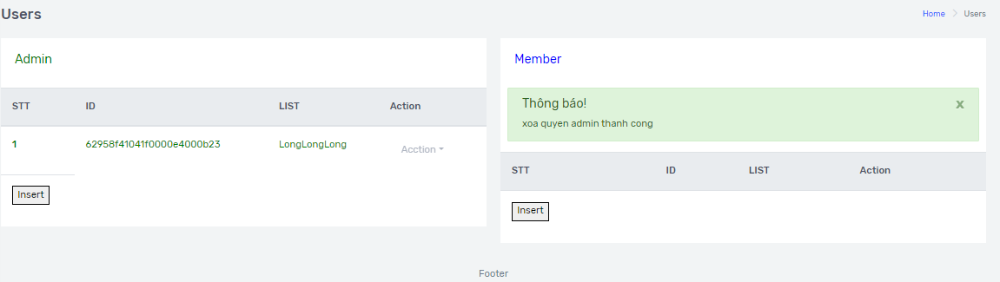 Users
Home > Users
Admin
STT ID LIST Action
1 62958f41041f0000e4000b23 LongLongLong Acction
Insert
Member
Thông báo!
x
xoa quyen admin thanh cong
STT ID LIST Action
Insert
Footer